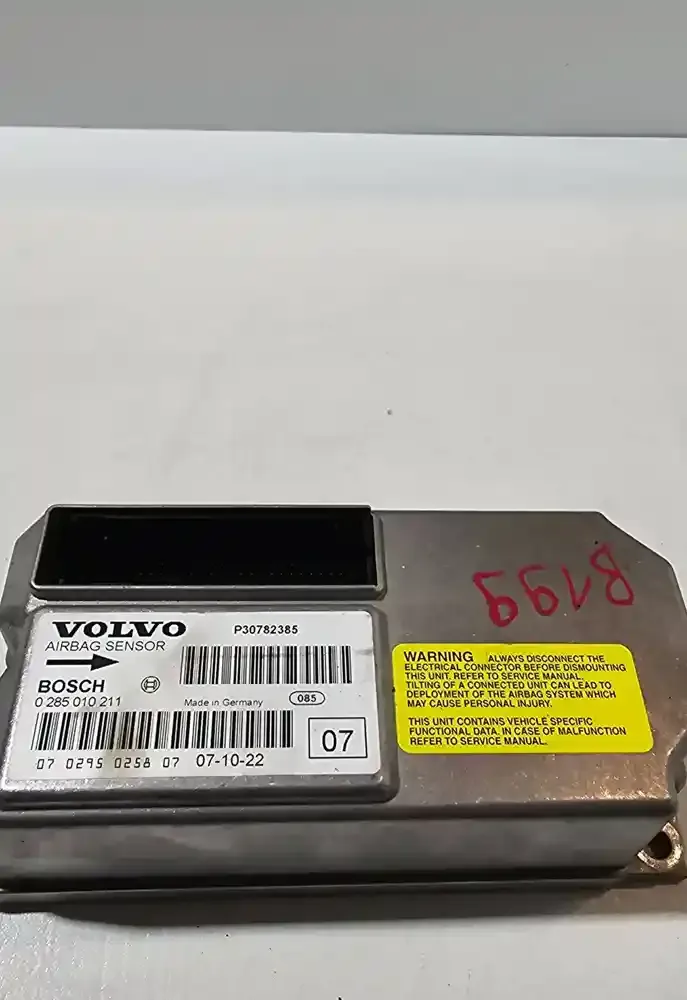 B199
VOLVO
AIRBAG SENSOR
P30782385
BOSCH
0 285 010 211
Made in Germany
085
07
07 0295 0258 07 07-10-22
WARNING ALWAYS DISCONNECT THE
ELECTRICAL CONNECTOR BEFORE DISMOUNTING
THIS UNIT. REFER TO SERVICE MANUAL.
TILTING OF A CONNECTED UNIT CAN LEAD TO
DEPLOYMENT OF THE AIRBAG SYSTEM WHICH
MAY CAUSE PERSONAL INJURY.
THIS UNIT CONTAINS VEHICLE SPECIFIC
FUNCTIONAL DATA. IN CASE OF MALFUNCTION
REFER TO SERVICE MANUAL.